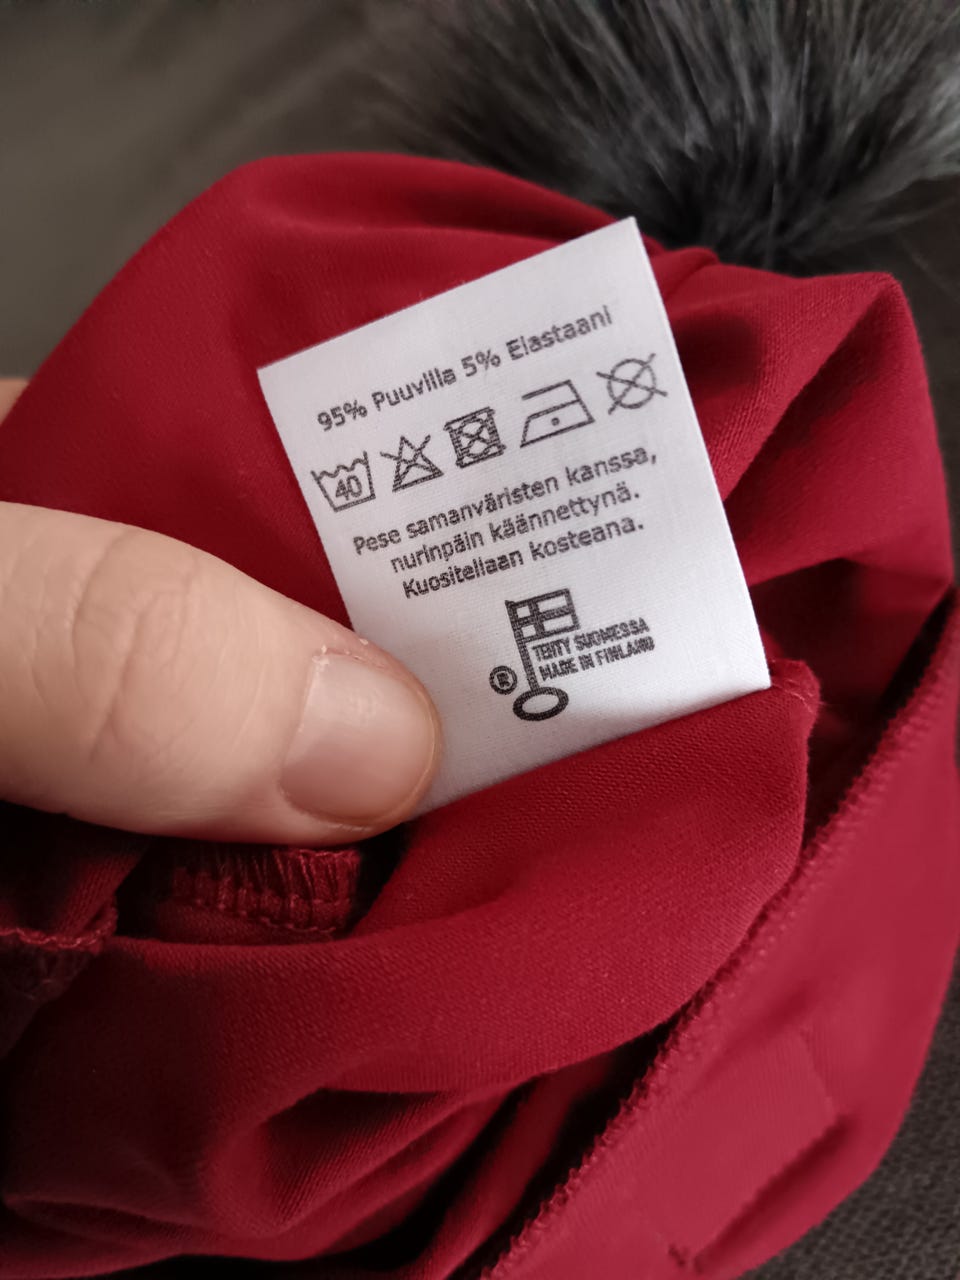 95% Puuvilla 5% Elastaani
40
Pese samanväristen kanssa,
nurinpäin käännettynä.
Kuositellaan kosteana.
TEHTY SUOMESSA
MADE IN FINLAND
®